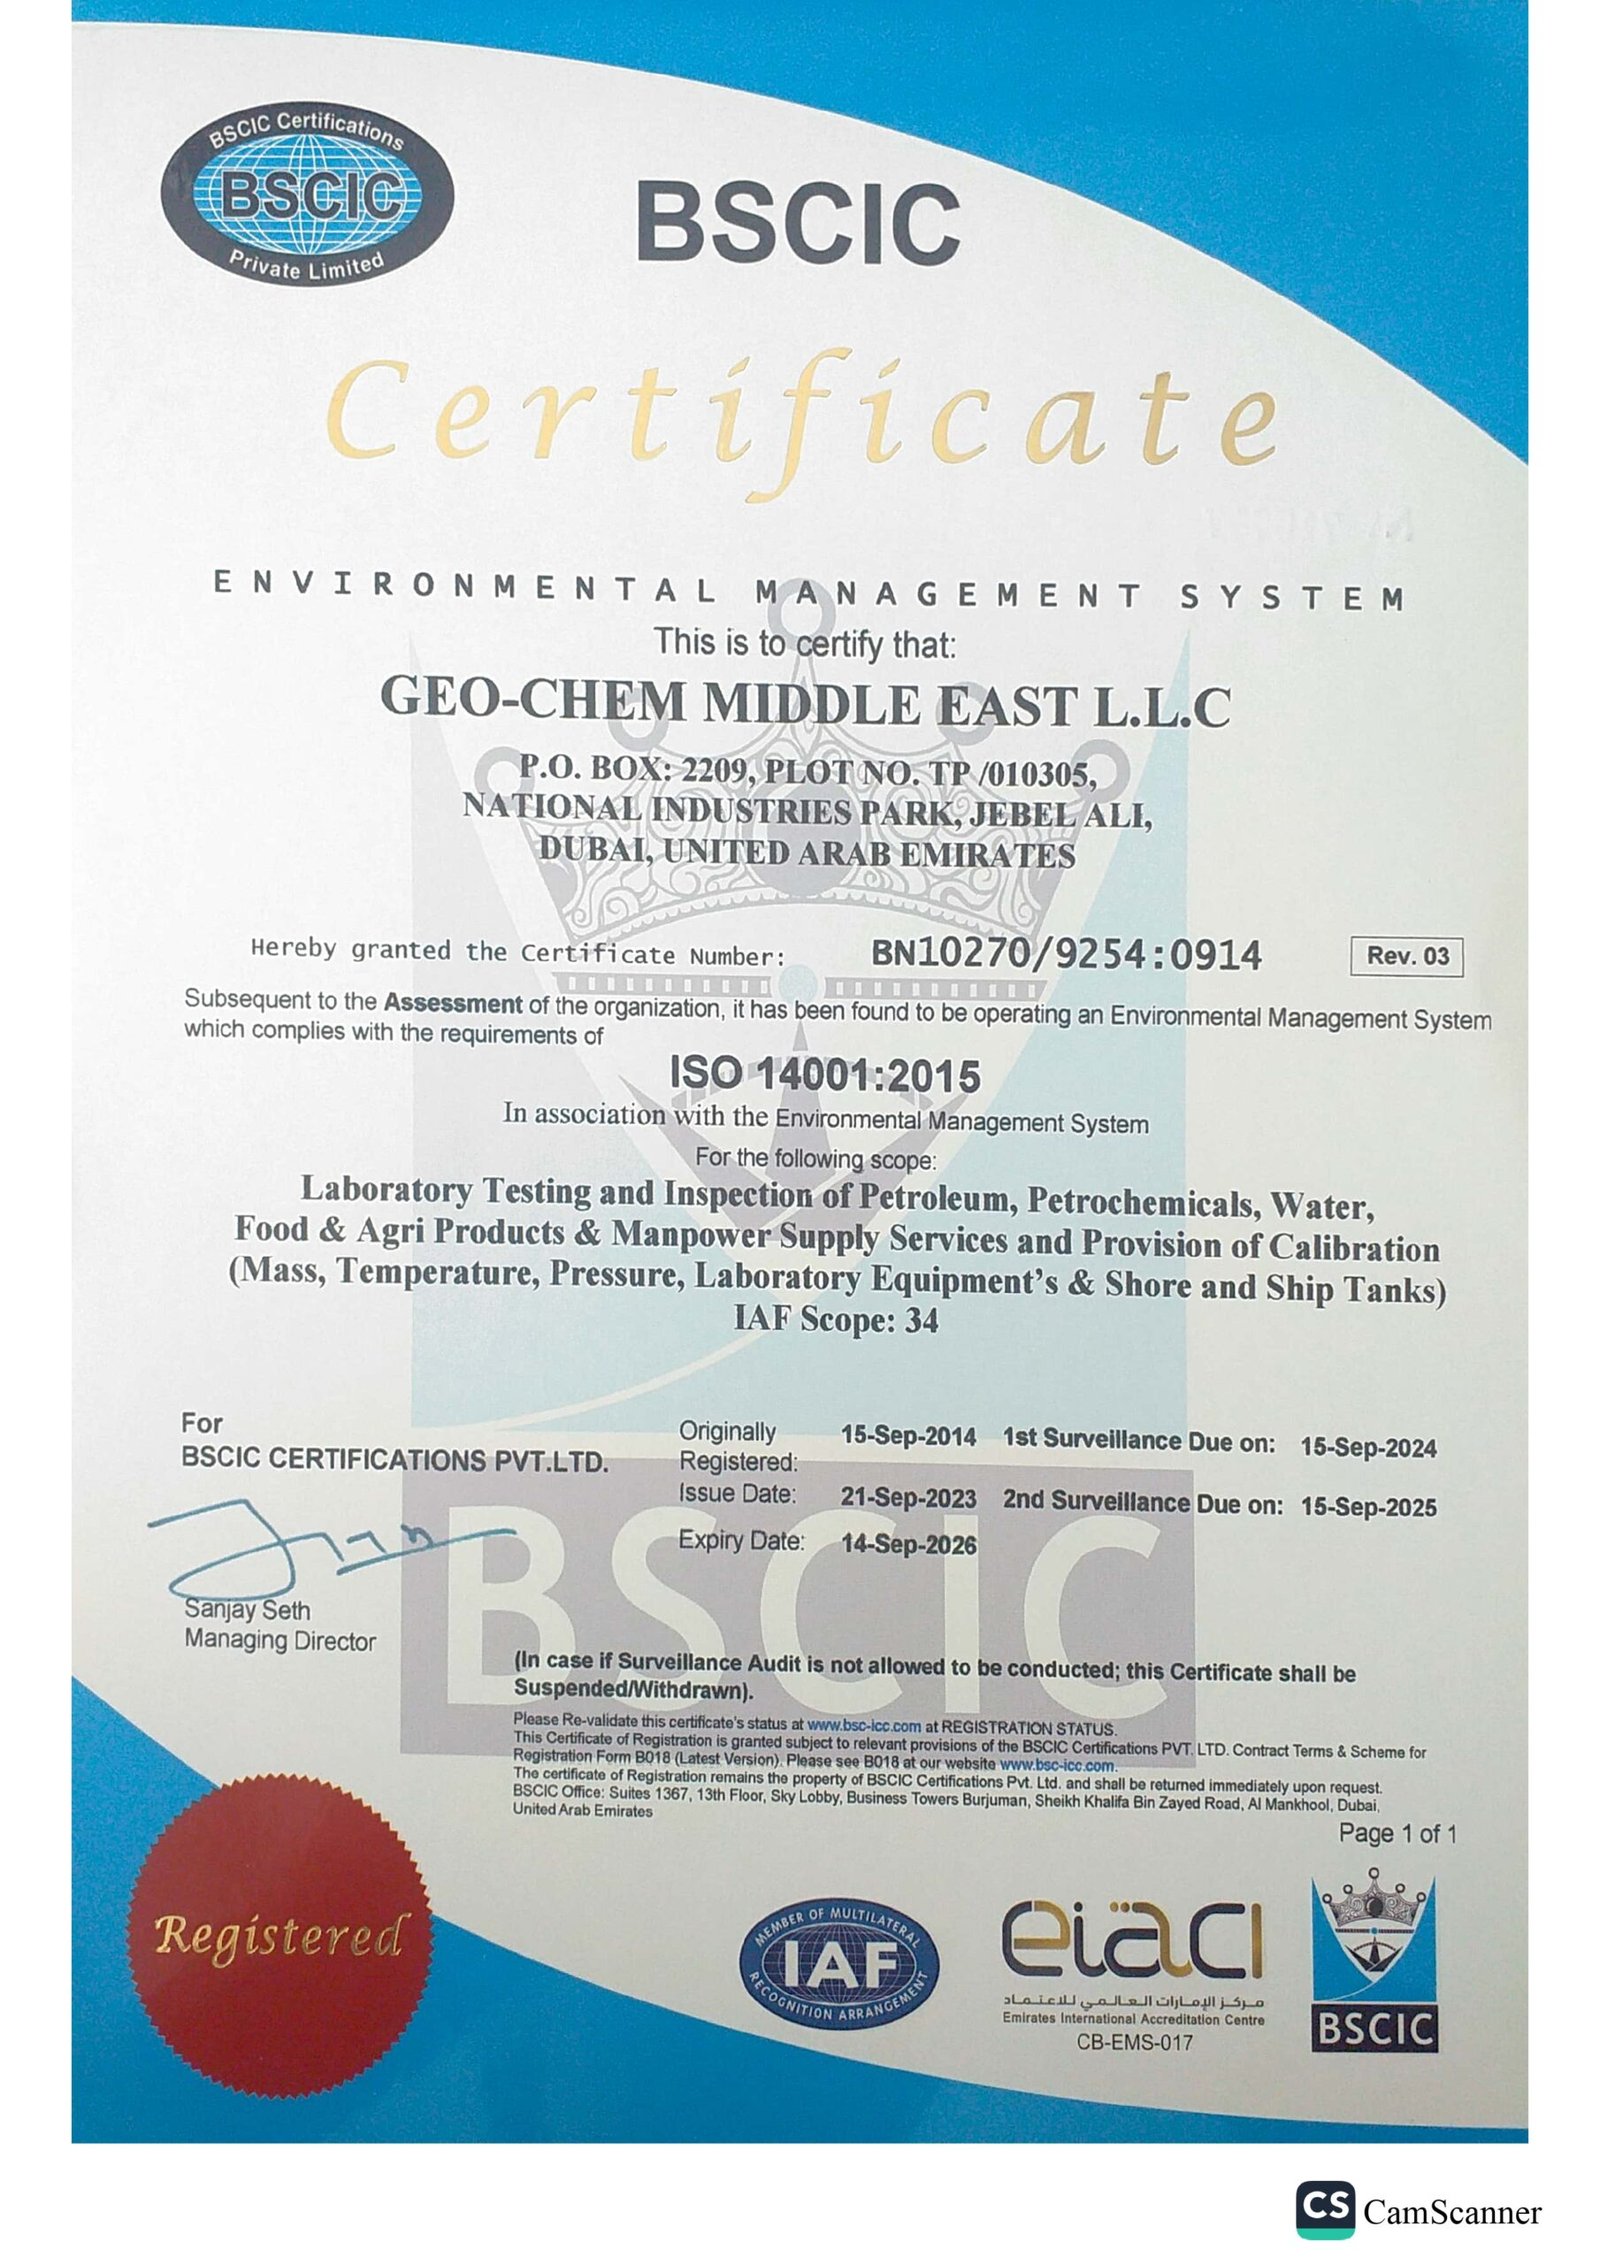 BSCIC Certifications
BSCIC
Private Limited
BSCIC
Certificate
ENVIRONMENTAL MANAGEMENT SYSTEM
This is to certify that:
GEO-CHEM MIDDLE EAST L.L.C
P.O. BOX: 2209, PLOT NO. TP /010305,
NATIONAL INDUSTRIES PARK, JEBEL ALI,
DUBAI, UNITED ARAB EMIRATES
Hereby granted the Certificate Number: BN10270/9254:0914 Rev. 03
Subsequent to the Assessment of the organization, it has been found to be operating an Environmental Management System
which complies with the requirements of
ISO 14001:2015
In association with the Environmental Management System
For the following scope:
Laboratory Testing and Inspection of Petroleum, Petrochemicals, Water,
Food & Agri Products & Manpower Supply Services and Provision of Calibration
(Mass, Temperature, Pressure, Laboratory Equipment's & Shore and Ship Tanks)
IAF Scope: 34
For
BSCIC CERTIFICATIONS PVT.LTD.
Originally 15-Sep-2014 1st Surveillance Due on: 15-Sep-2024
Registered:
Issue Date: 21-Sep-2023 2nd Surveillance Due on: 15-Sep-2025
Expiry Date: 14-Sep-2026
BSCIC
Sanjay Seth
Managing Director
(In case if Surveillance Audit is not allowed to be conducted; this Certificate shall be
Suspended/Withdrawn).
Please Re-validate this certificate's status at www.bsc-icc.com at REGISTRATION STATUS.
This Certificate of Registration is granted subject to relevant provisions of the BSCIC Certifications PVT. LTD. Contract Terms & Scheme for
Registration Form B018 (Latest Version). Please see B018 at our website www.bsc-icc.com.
The certificate of Registration remains the property of BSCIC Certifications Pvt. Ltd. and shall be returned immediately upon request.
BSCIC Office: Suites 1367, 13th Floor, Sky Lobby, Business Towers Burjuman, Sheikh Khalifa Bin Zayed Road, Al Mankhool, Dubai,
United Arab Emirates
Page 1 of 1
Registered
MEMBER OF MULTILATERAL
IAF
RECOGNITION ARRANGEMENT
eiaci
مركز الإمارات العالمي للاعتماد
Emirates International Accreditation Centre
CB-EMS-017
BSCIC
CS CamScanner